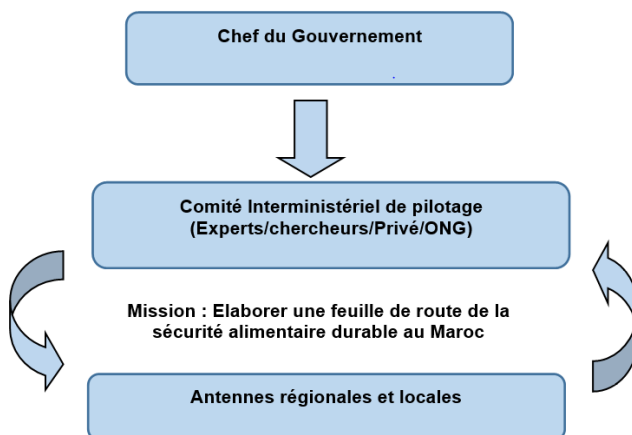 Chef du Gouvernement
.
Comité Interministériel de pilotage
(Experts/chercheurs/Privé/ONG)
Mission : Elaborer une feuille de route de la
sécurité alimentaire durable au Maroc
Antennes régionales et locales